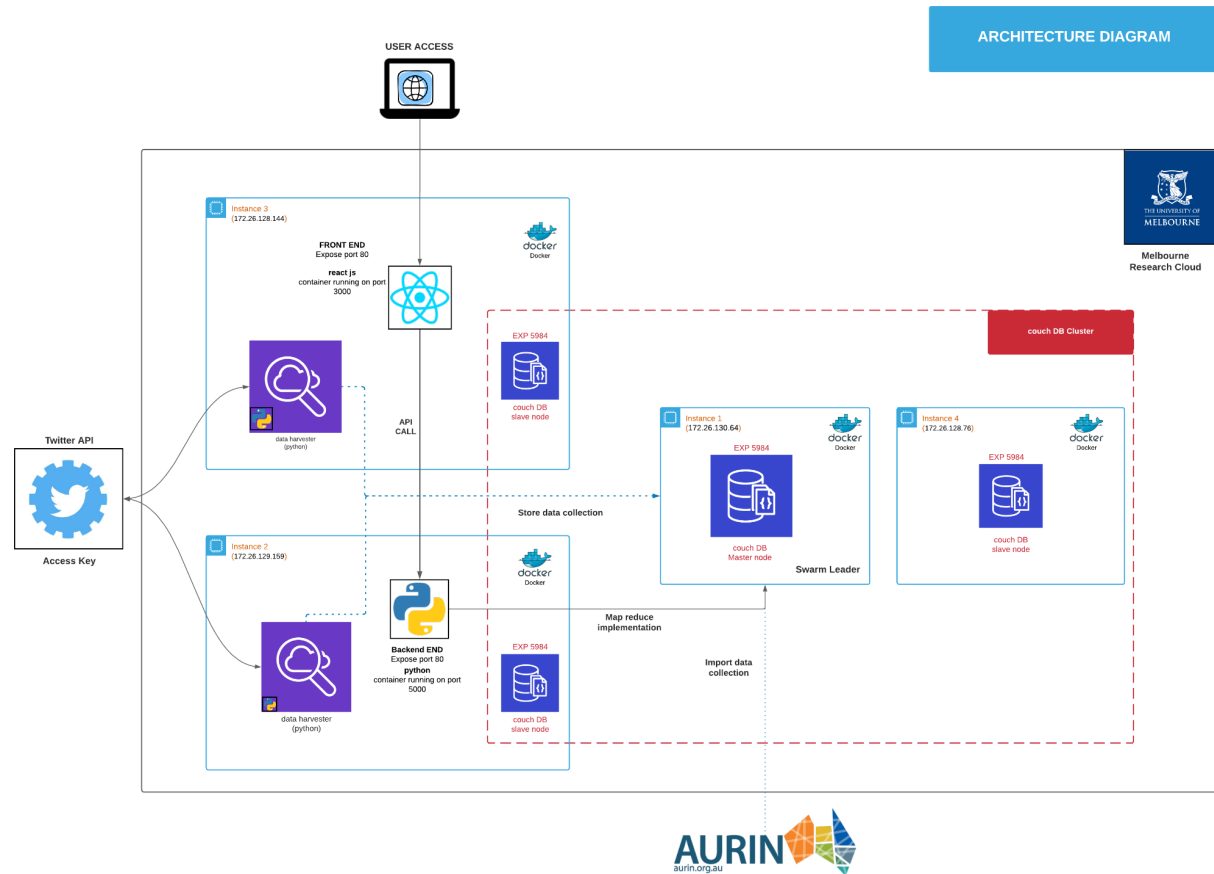 ARCHITECTURE DIAGRAM
USER ACCESS
THE UNIVERSITY OF
MELBOURNE
Melbourne
Research Cloud
Instance 3
(172.26.128.144)
docker
Docker
FRONT END
Expose port 80
react js
container running on port
3000
data harvester
(python)
API
CALL
EXP 5984
couch DB
slave node
couch DB Cluster
Instance 1
(172.26.130.64)
docker
Docker
EXP 5984
couch DB
Master node
Swarm Leader
Instance 4
(172.26.128.76)
docker
Docker
EXP 5984
couch DB
slave node
Twitter API
Access Key
Store data collection
Instance 2
(172.26.129.159)
docker
Docker
data harvester
(python)
Backend END
Expose port 80
python
container running on port
5000
EXP 5984
couch DB
slave node
Map reduce
implementation
Import data
collection
AURIN
aurin.org.au